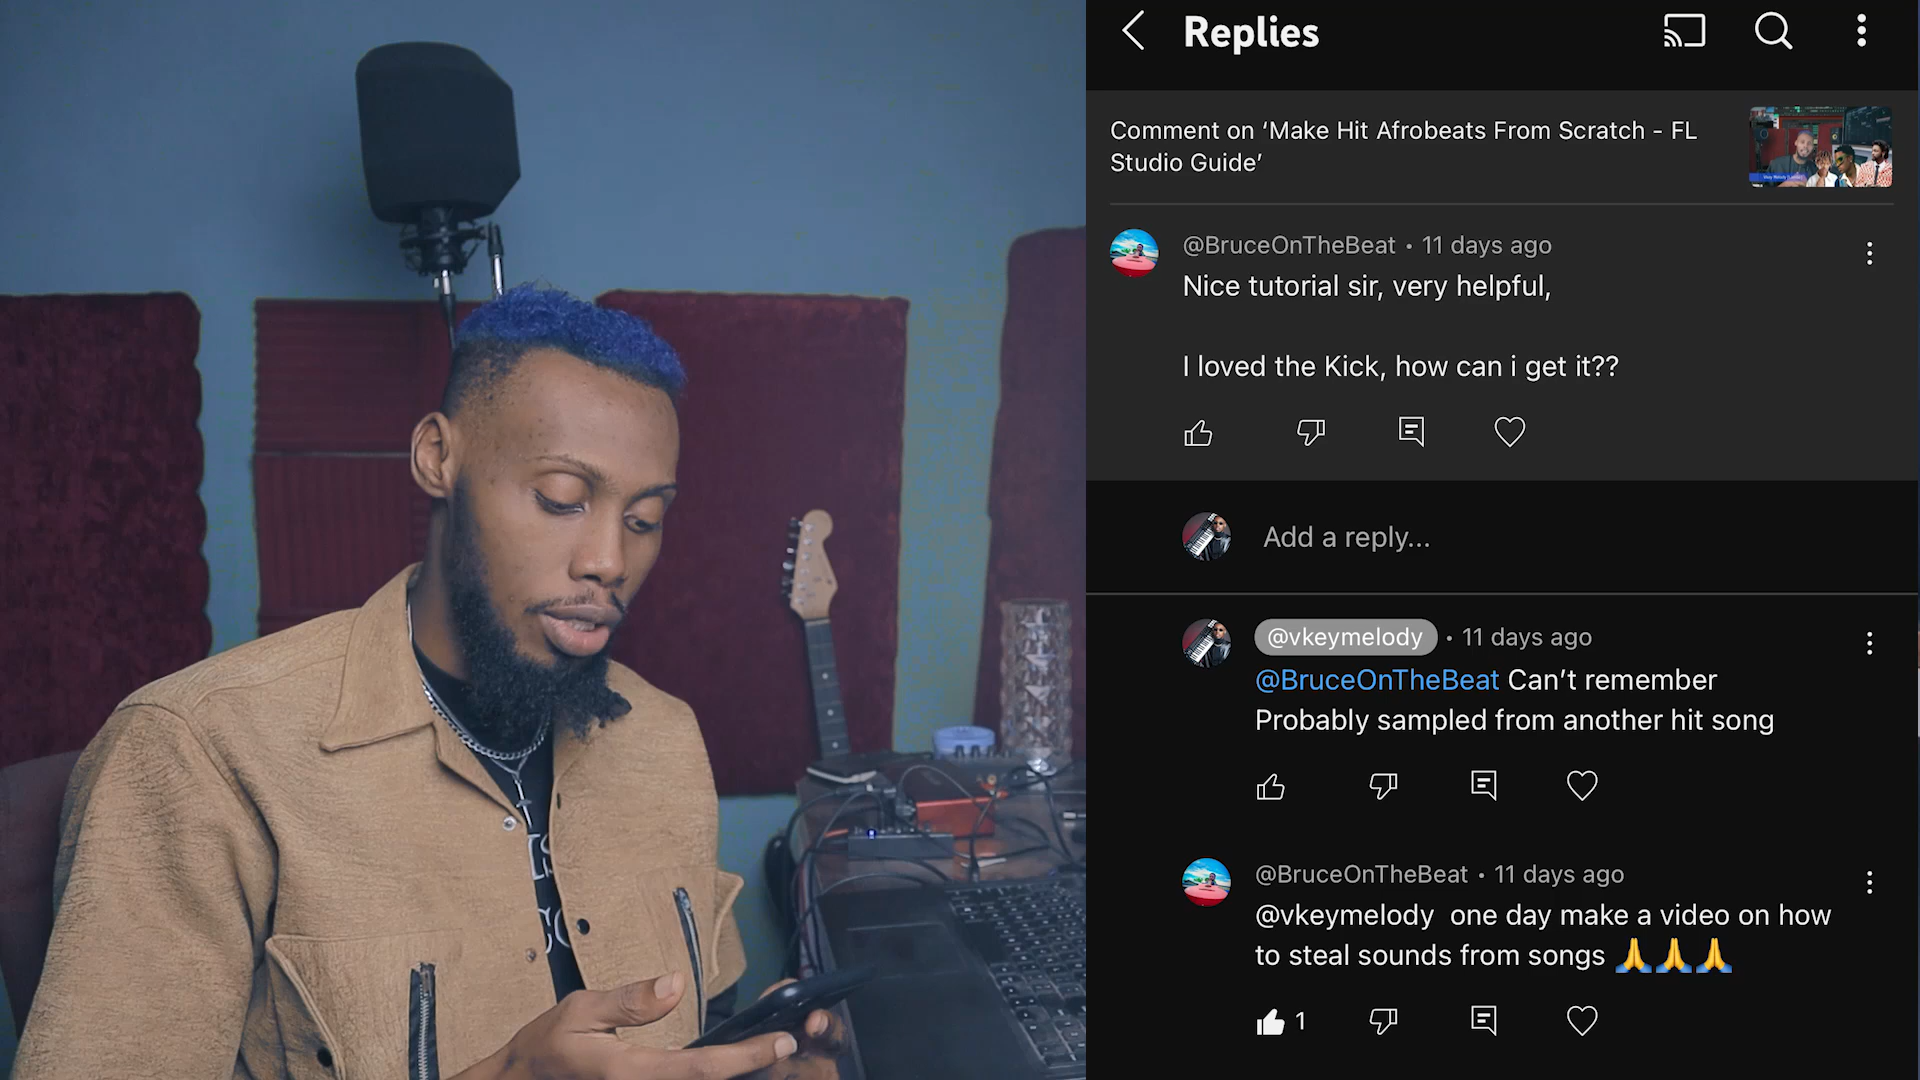 Replies
Comment on ‘Make Hit Afrobeats From Scratch - FL
Studio Guide’
@BruceOnTheBeat • 11 days ago
Nice tutorial sir, very helpful,
I loved the Kick, how can i get it??
Add a reply...
@vkeymelody • 11 days ago
@BruceOnTheBeat Can’t remember
Probably sampled from another hit song
@BruceOnTheBeat • 11 days ago
@vkeymelody one day make a video on how
to steal sounds from songs 🙏🙏🙏
1